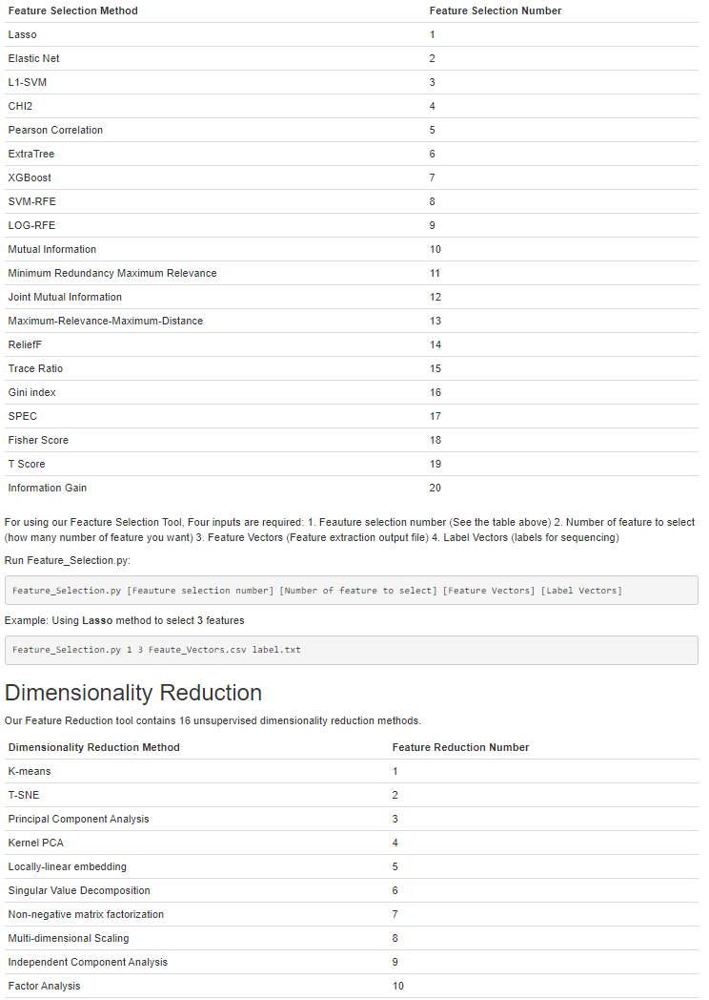 Feature Selection Method Feature Selection Number
Lasso 1
Elastic Net 2
L1-SVM 3
CHI2 4
Pearson Correlation 5
ExtraTree 6
XGBoost 7
SVM-RFE 8
LOG-RFE 9
Mutual Information 10
Minimum Redundancy Maximum Relevance 11
Joint Mutual Information 12
Maximum-Relevance-Maximum-Distance 13
ReliefF 14
Trace Ratio 15
Gini index 16
SPEC 17
Fisher Score 18
T Score 19
Information Gain 20
For using our Feacture Selection Tool, Four inputs are required: 1. Feauture selection number (See the table above) 2. Number of feature to select
(how many number of feature you want) 3. Feature Vectors (Feature extraction output file) 4. Label Vectors (labels for sequencing)
Run Feature_Selection.py:
Feature_Selection.py [Feauture selection number] [Number of feature to select] [Feature Vectors] [Label Vectors]
Example: Using Lasso method to select 3 features
Feature_Selection.py 1 3 Feaute_Vectors.csv label.txt
Dimensionality Reduction
Our Feature Reduction tool contains 16 unsupervised dimensionality reduction methods.
Dimensionality Reduction Method Feature Reduction Number
K-means 1
T-SNE 2
Principal Component Analysis 3
Kernel PCA 4
Locally-linear embedding 5
Singular Value Decomposition 6
Non-negative matrix factorization 7
Multi-dimensional Scaling 8
Independent Component Analysis 9
Factor Analysis 10